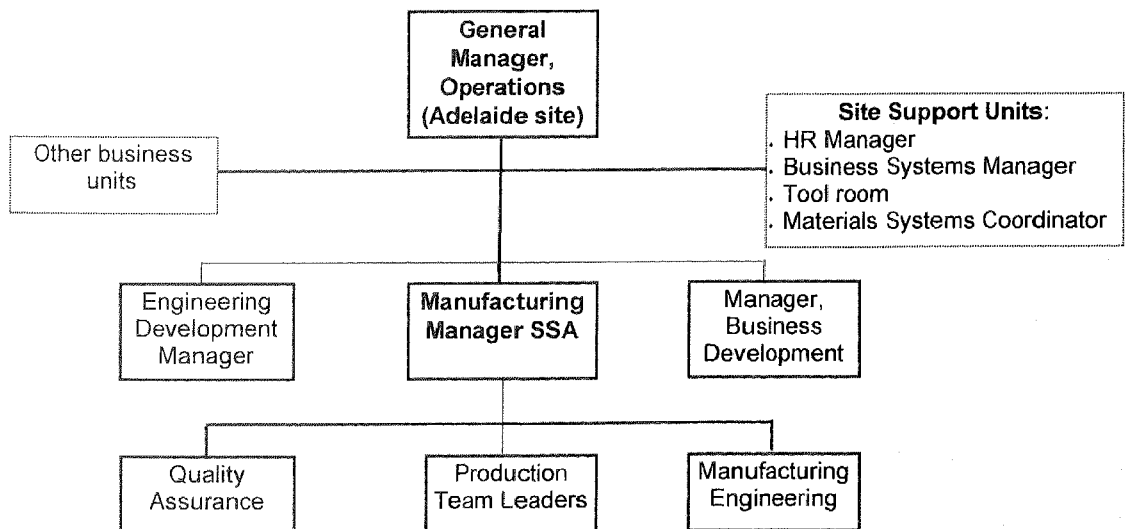 General
Manager,
Operations
(Adelaide site)
Other business
units
Site Support Units:
. HR Manager
. Business Systems Manager
. Tool room
. Materials Systems Coordinator
Engineering
Development
Manager
Manufacturing
Manager SSA
Manager,
Business
Development
Quality
Assurance
Production
Team Leaders
Manufacturing
Engineering